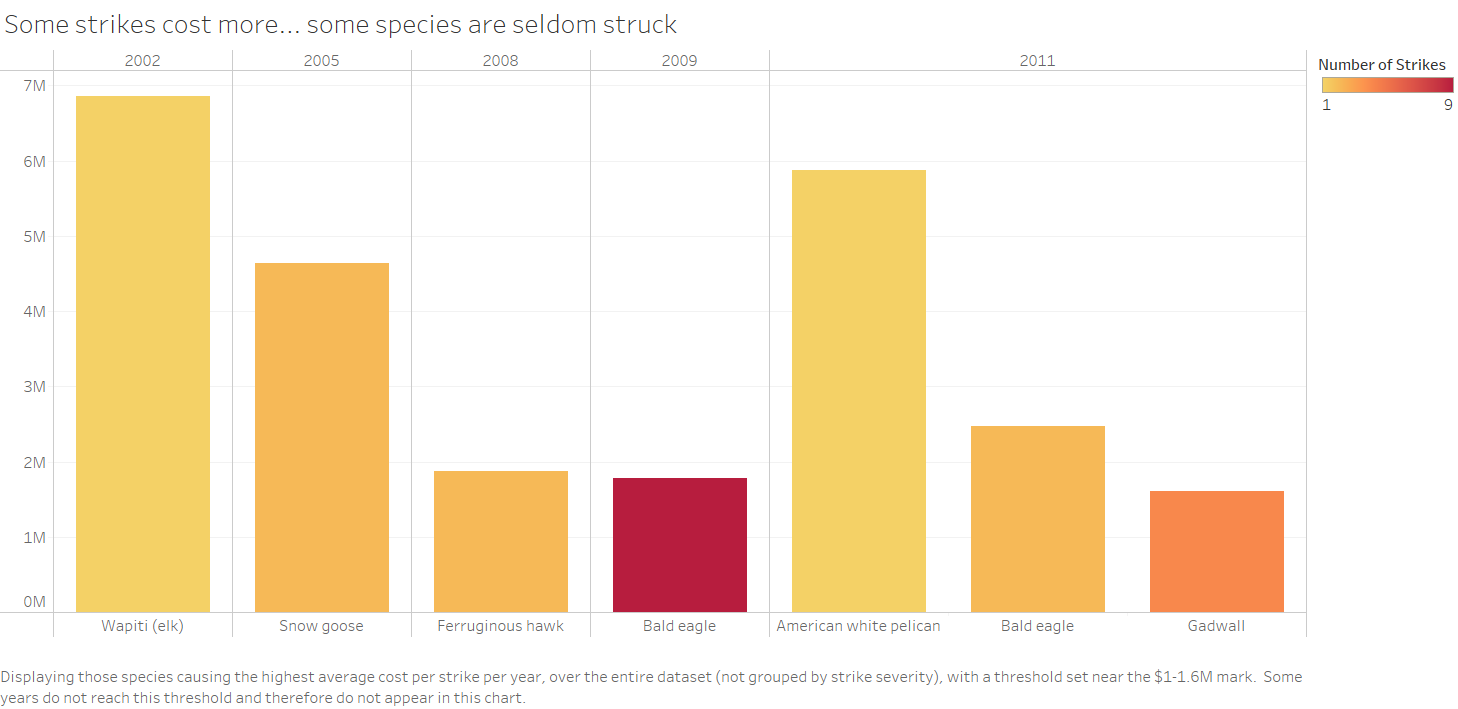 Some strikes cost more... some species are seldom struck
2002 2005 2008 2009 2011
Number of Strikes
1 9
7M
6M
5M
4M
3M
2M
1M
0M
Wapiti (elk) Snow goose Ferruginous hawk Bald eagle American white pelican Bald eagle Gadwall
Displaying those species causing the highest average cost per strike per year, over the entire dataset (not grouped by strike severity), with a threshold set near the $1-1.6M mark. Some
years do not reach this threshold and therefore do not appear in this chart.